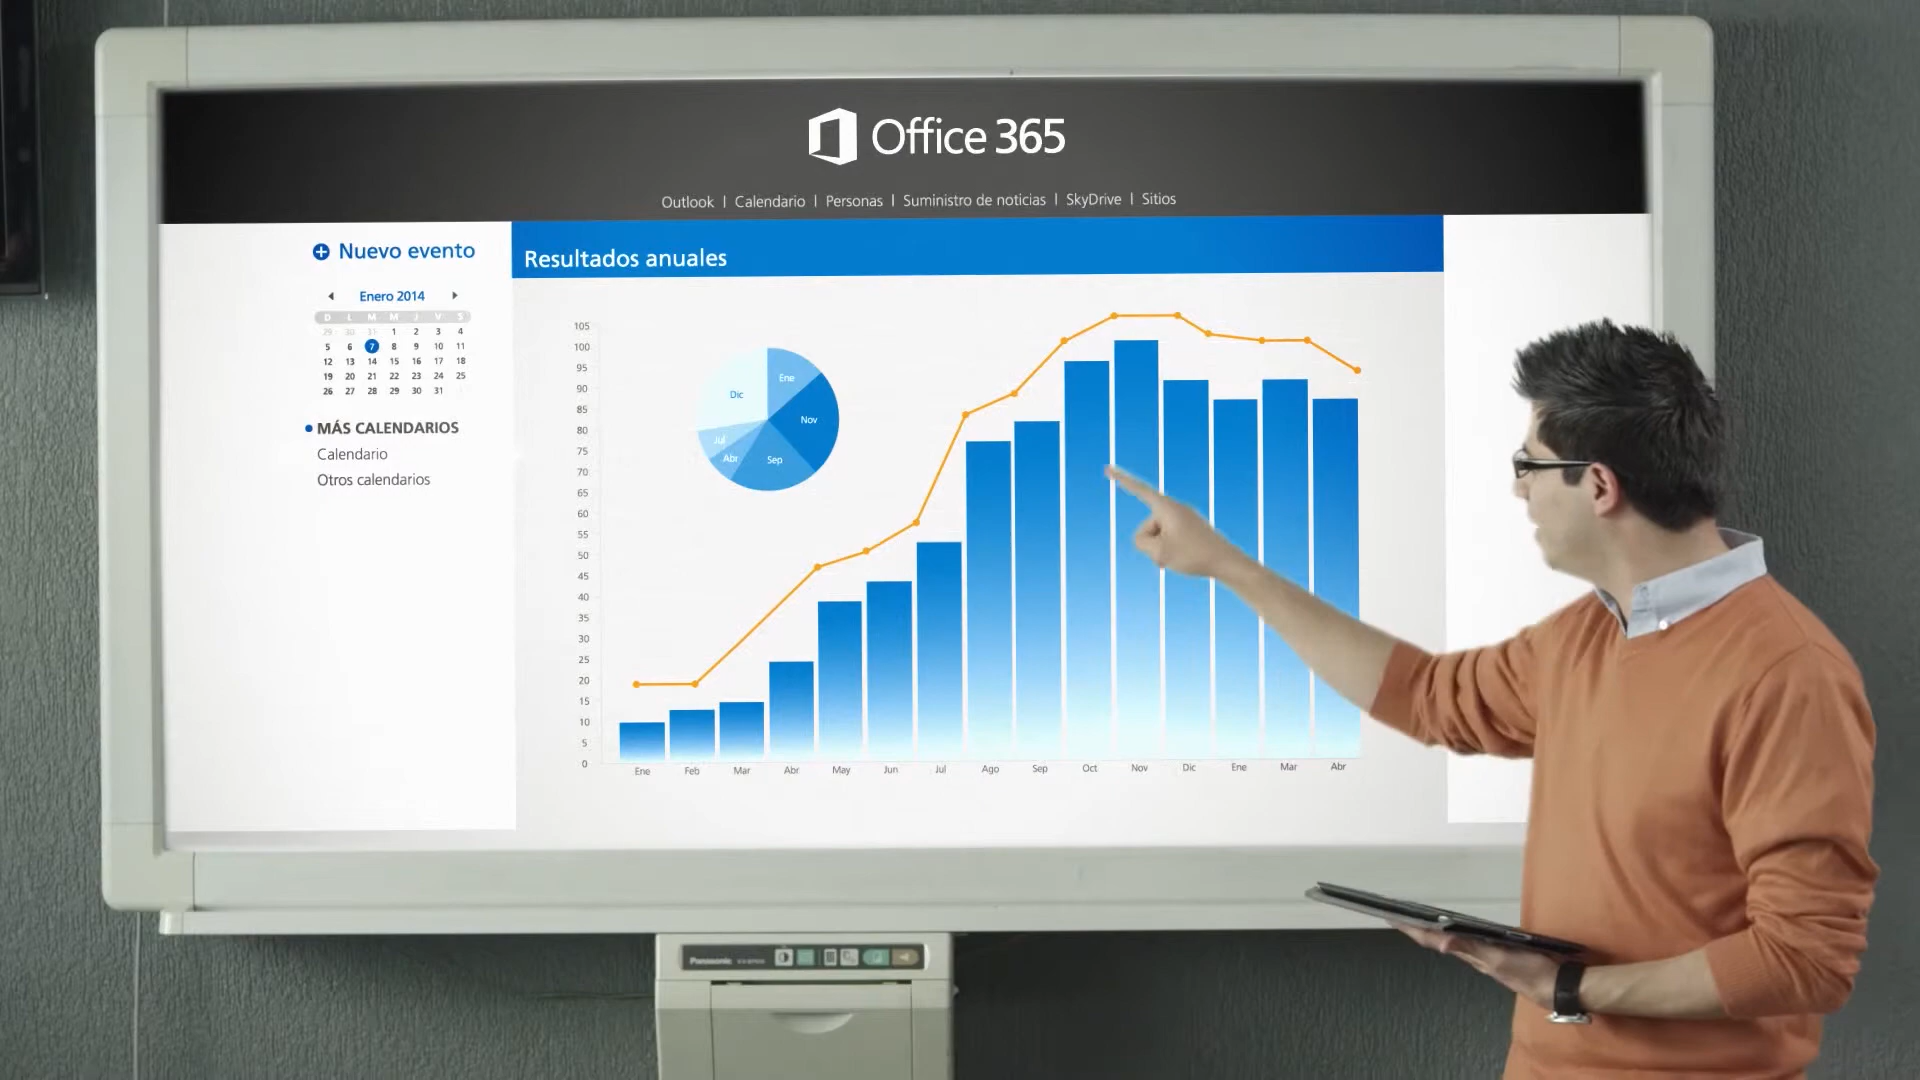 Office 365
Outlook | Calendario | Personas | Suministro de noticias | SkyDrive | Sitios
Nuevo evento
Enero 2014
D L M M J V S
29 30 31 1 2 3 4
5 6 7 8 9 10 11
12 13 14 15 16 17 18
19 20 21 22 23 24 25
26 27 28 29 30 31
MÁS CALENDARIOS
Calendario
Otros calendarios
Resultados anuales
105
100
95
90
85
80
75
70
65
60
55
50
45
40
35
30
25
20
15
10
5
0
Ene
Dic
Nov
Jul
Abr
Sep
Ene Feb Mar Abr May Jun Jul Ago Sep Oct Nov Dic Ene Mar Abr
Panasonic